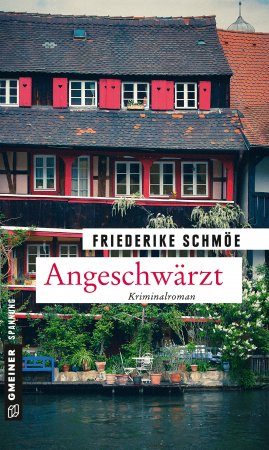 FRIEDERIKE SCHMÖE
Angeschwärzt
Kriminalroman
GMEINER SPANNUNG